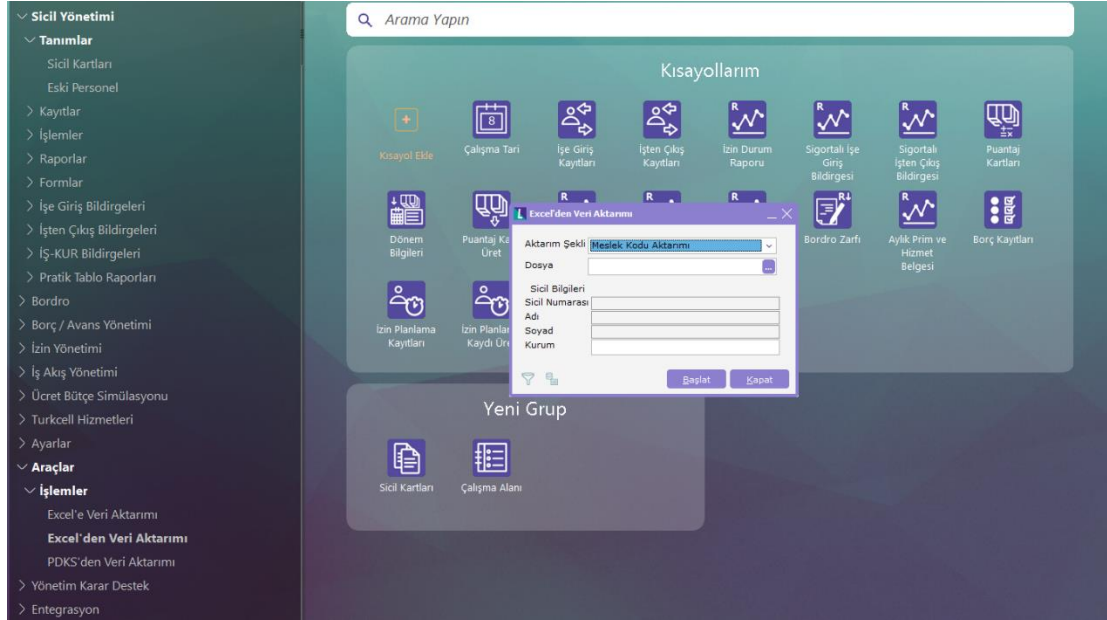 Sicil Yönetimi
Tanımlar
Sicil Kartları
Eski Personel
Kayıtlar
İşlemler
Raporlar
Formlar
İşe Giriş Bildirgeleri
İşten Çıkış Bildirgeleri
İŞ-KUR Bildirgeleri
Pratik Tablo Raporları
Bordro
Borç / Avans Yönetimi
İzin Yönetimi
İş Akış Yönetimi
Ücret Bütçe Simülasyonu
Turkcell Hizmetleri
Ayarlar
Araçlar
İşlemler
Excel'e Veri Aktarımı
Excel'den Veri Aktarımı
PDKS'den Veri Aktarımı
Yönetim Karar Destek
Entegrasyon
Arama Yapın
Kısayollarım
Kısayol Ekle
8
Çalışma Tari
İşe Giriş
Kayıtları
İşten Çıkış
Kayıtları
R
İzin Durum
Raporu
R
Sigortalı İşe
Giriş
Bildirgesi
R
Sigortalı
İşten Çıkış
Bildirgesi
Puantaj
Kartları
Dönem
Bilgileri
Puantaj Ka
Üret
R
R
R
R
Bordro Zarfı
R
Aylık Prim ve
Hizmet
Belgesi
Borç Kayıtları
İzin Planlama
Kayıtları
İzin Planlar
Kaydı Üre
L Excel'den Veri Aktarımı
Aktarım Şekli Meslek Kodu Aktarımı
Dosya ...
Sicil Bilgileri
Sicil Numarası
Adı
Soyad
Kurum
Başlat Kapat
Yeni Grup
Sicil Kartları
Çalışma Alanı